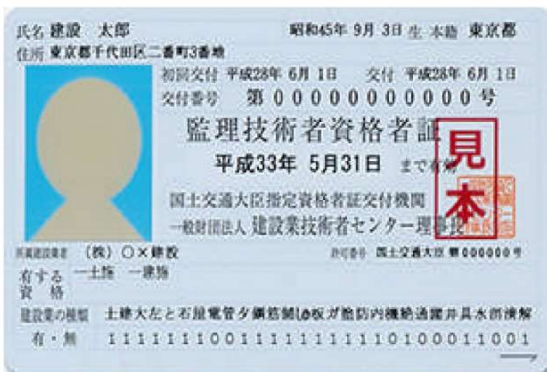 氏名 建設 太郎 昭和45年 9月 3日 生 本籍 東京都
住所 東京都千代田区二番町3番地
初回交付 平成28年 6月 1日 交付 平成28年 6月 1日
交付番号 第 00000000000 号
監理技術者資格者証
平成33年 5月31日 まで有効
見本
国土交通大臣指定資格者証交付機関
一般財団法人 建設業技術者センター理事長
所属建設業者 (株) ○×建設 許可番号 国土交通大臣 第000000号
有する資格 一土施 一建施
建設業の種類 土建大左と石屋電管タ鋼筋舗しゅ板ガ塗防内機絶通園井具水消清解
有・無 11111110011111111110100011001